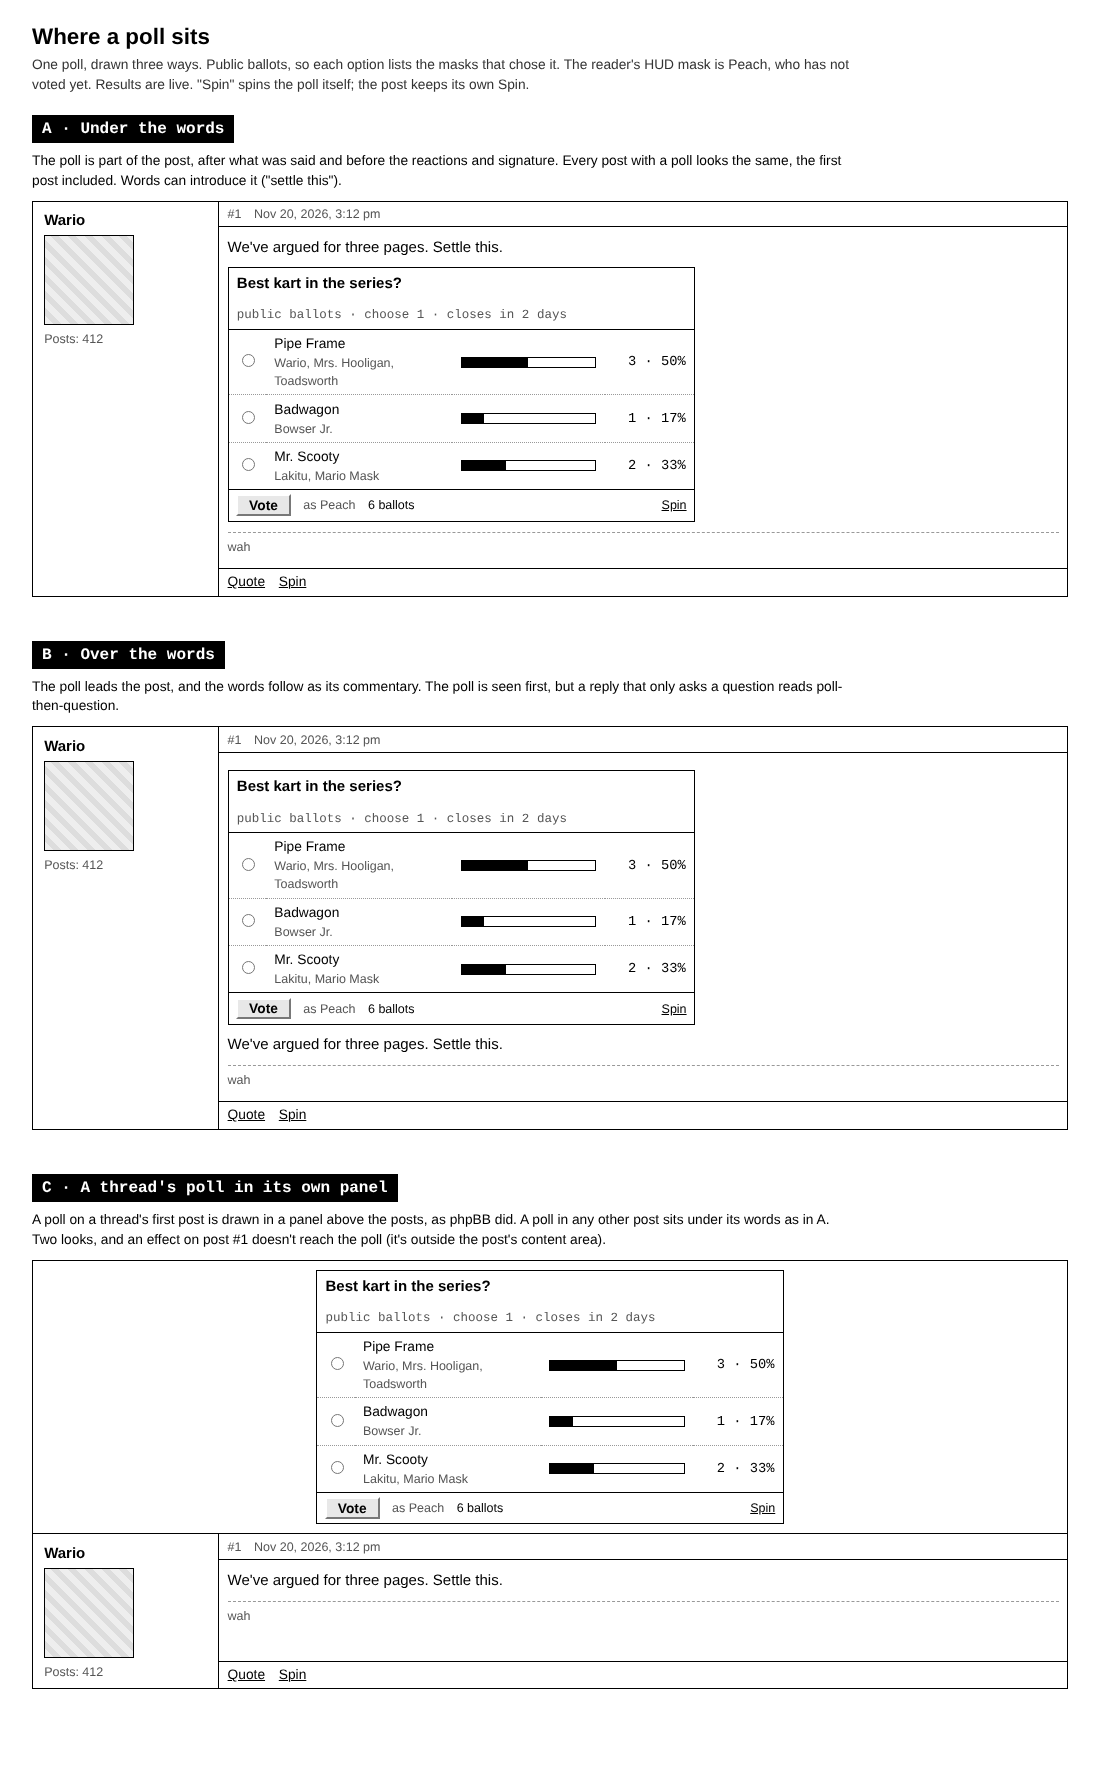 Where a poll sits
One poll, drawn three ways. Public ballots, so each option lists the masks that chose it. The reader's HUD mask is Peach, who has not
voted yet. Results are live. "Spin" spins the poll itself; the post keeps its own Spin.
A · Under the words
The poll is part of the post, after what was said and before the reactions and signature. Every post with a poll looks the same, the first
post included. Words can introduce it ("settle this").
Wario
Posts: 412
#1 Nov 20, 2026, 3:12 pm
We've argued for three pages. Settle this.
Best kart in the series?
public ballots · choose 1 · closes in 2 days
Pipe Frame
Wario, Mrs. Hooligan,
Toadsworth
3 · 50%
Badwagon
Bowser Jr.
1 · 17%
Mr. Scooty
Lakitu, Mario Mask
2 · 33%
Vote as Peach 6 ballots Spin
wah
Quote Spin
B · Over the words
The poll leads the post, and the words follow as its commentary. The poll is seen first, but a reply that only asks a question reads poll-
then-question.
Wario
Posts: 412
#1 Nov 20, 2026, 3:12 pm
Best kart in the series?
public ballots · choose 1 · closes in 2 days
Pipe Frame
Wario, Mrs. Hooligan,
Toadsworth
3 · 50%
Badwagon
Bowser Jr.
1 · 17%
Mr. Scooty
Lakitu, Mario Mask
2 · 33%
Vote as Peach 6 ballots Spin
We've argued for three pages. Settle this.
wah
Quote Spin
C · A thread's poll in its own panel
A poll on a thread's first post is drawn in a panel above the posts, as phpBB did. A poll in any other post sits under its words as in A.
Two looks, and an effect on post #1 doesn't reach the poll (it's outside the post's content area).
Best kart in the series?
public ballots · choose 1 · closes in 2 days
Pipe Frame
Wario, Mrs. Hooligan,
Toadsworth
3 · 50%
Badwagon
Bowser Jr.
1 · 17%
Mr. Scooty
Lakitu, Mario Mask
2 · 33%
Vote as Peach 6 ballots Spin
Wario
Posts: 412
#1 Nov 20, 2026, 3:12 pm
We've argued for three pages. Settle this.
wah
Quote Spin